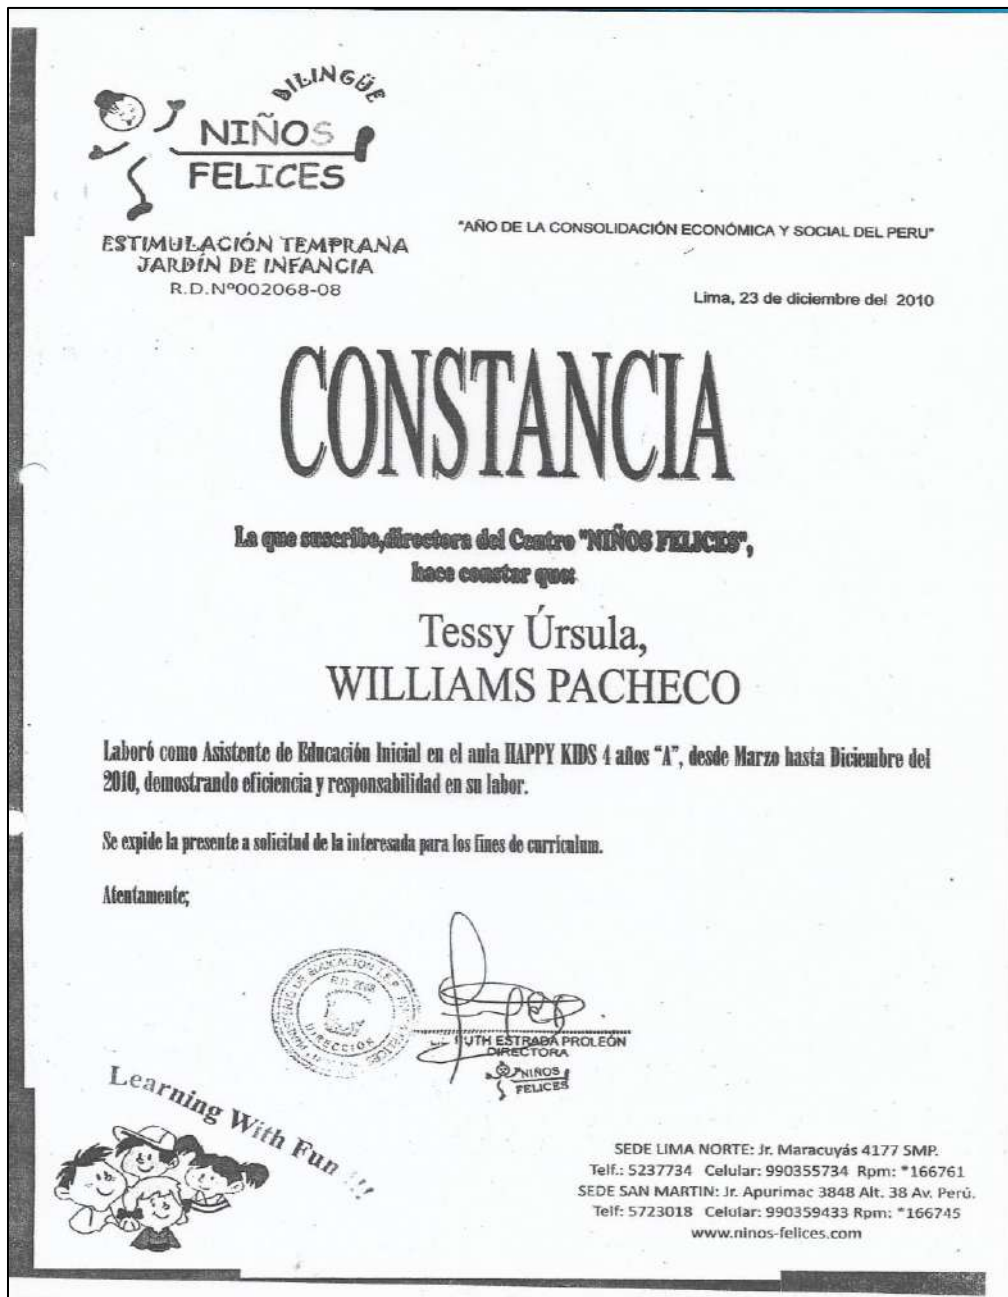 BILINGÜE
NIÑOS
FELICES
ESTIMULACIÓN TEMPRANA
JARDÍN DE INFANCIA
R.D.Nº002068-08
"AÑO DE LA CONSOLIDACIÓN ECONÓMICA Y SOCIAL DEL PERU"
Lima, 23 de diciembre del 2010
CONSTANCIA
La que suscribe,directora del Centro "NIÑOS FELICES",
hace constar que:
Tessy Úrsula,
WILLIAMS PACHECO
Laboró como Asistente de Educación Inicial en el aula HAPPY KIDS 4 años "A", desde Marzo hasta Diciembre del
2010, demostrando eficiencia y responsabilidad en su labor.
Se expide la presente a solicitud de la interesada para los fines de curriculum.
Atentamente;
DE EDUCACION I.E.P.
DIRECCIÓN
RUTH ESTRADA PROLEÓN
DIRECTORA
NIÑOS
FELICES
Learning With Fun !!!
SEDE LIMA NORTE: Jr. Maracuyás 4177 SMP.
Telf.: 5237734 Celular: 990355734 Rpm: *166761
SEDE SAN MARTIN: Jr. Apurimac 3848 Alt. 38 Av. Perú.
Telf: 5723018 Celular: 990359433 Rpm: *166745
www.ninos-felices.com